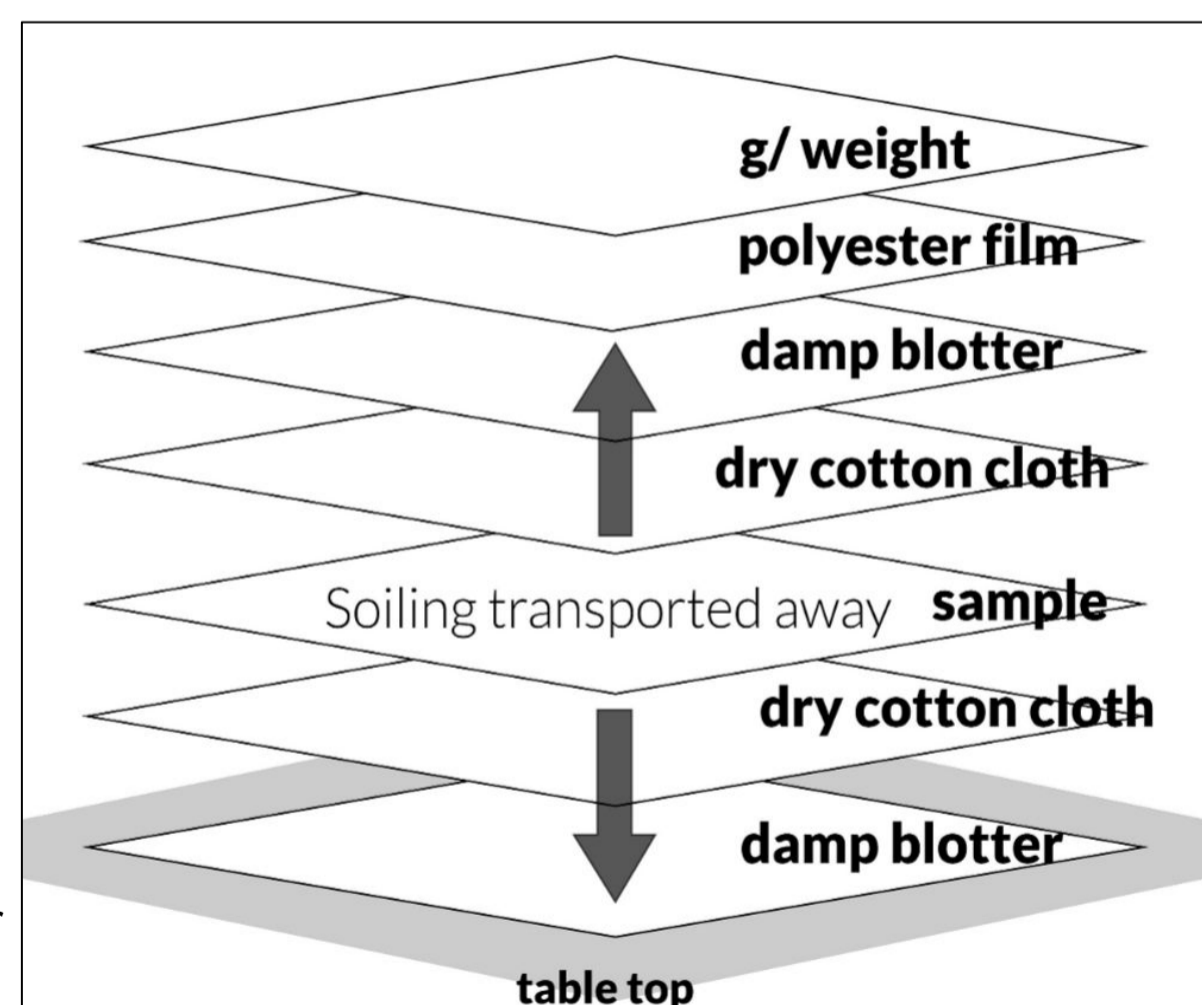 g/ weight
polyester film
damp blotter
dry cotton cloth
Soiling transported away sample
dry cotton cloth
damp blotter
table top